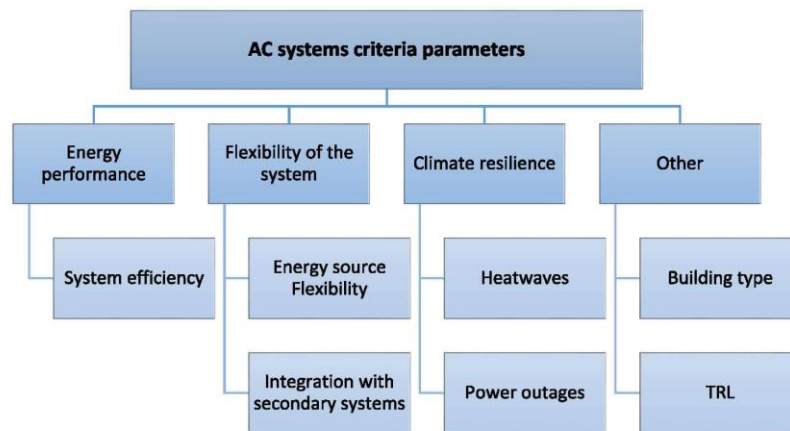 AC systems criteria parameters
Energy
performance
Flexibility of the
system
Climate resilience
Other
System efficiency
Energy source
Flexibility
Heatwaves
Building type
Integration with
secondary systems
Power outages
TRL